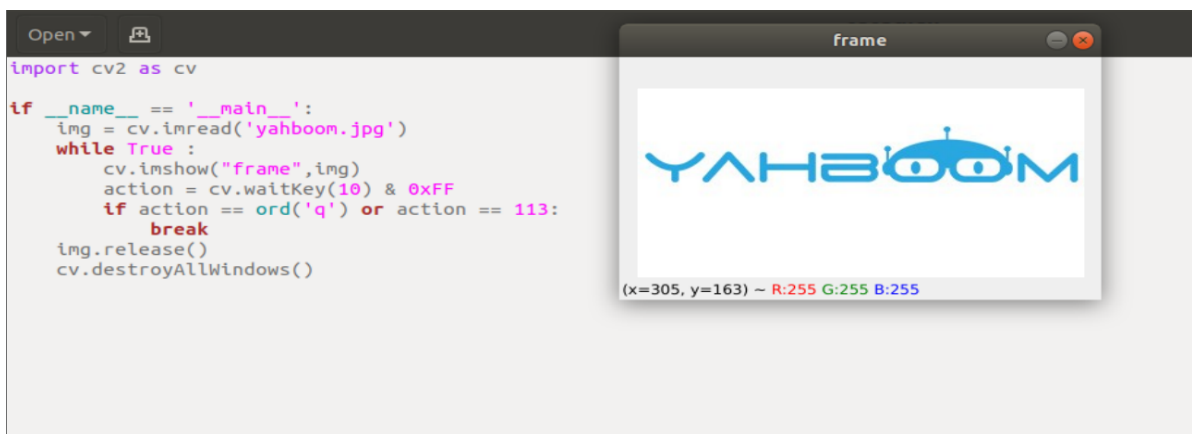 Open
frame
import cv2 as cv
if __name__ == '__main__':
    img = cv.imread('yahboom.jpg')
    while True :
        cv.imshow("frame",img)
        action = cv.waitKey(10) & 0xFF
        if action == ord('q') or action == 113:
            break
    img.release()
    cv.destroyAllWindows()
YAHBOOM
(x=305, y=163) ~ R:255 G:255 B:255